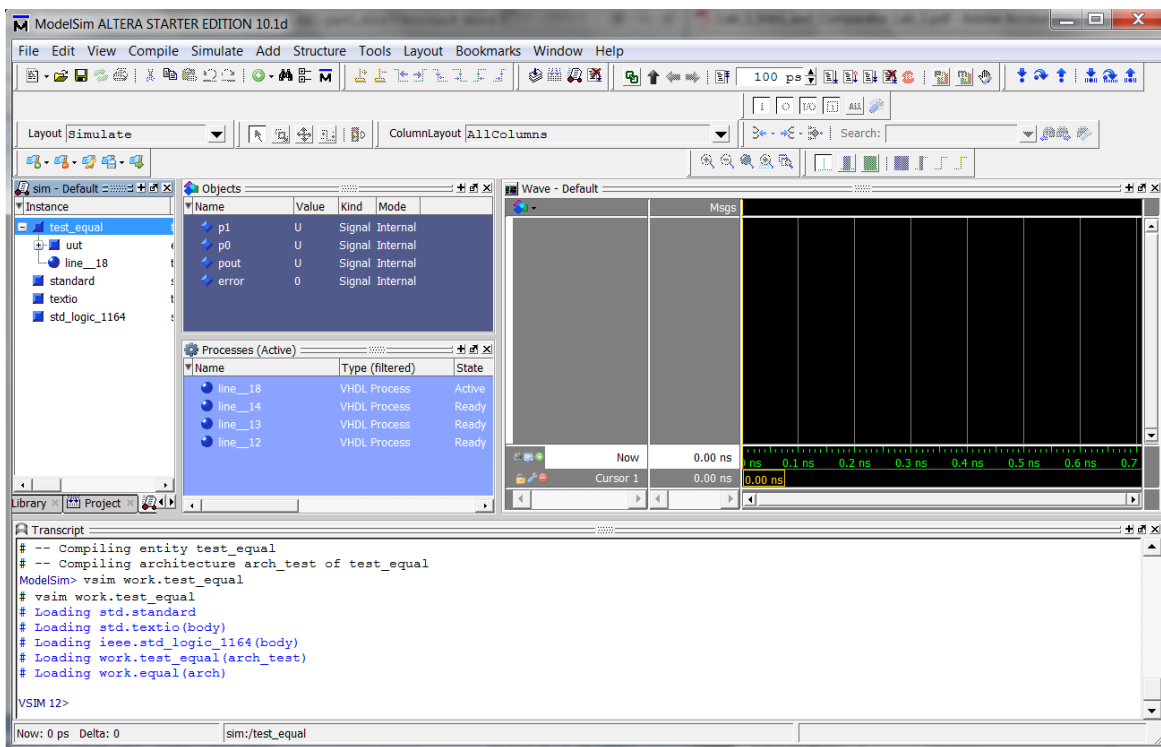 ModelSim ALTERA STARTER EDITION 10.1d
File Edit View Compile Simulate Add Structure Tools Layout Bookmarks Window Help
100 ps
Layout Simulate
ColumnLayout AllColumns
Search:
sim - Default
Instance
test_equal
uut
line__18
standard
textio
std_logic_1164
Library
Project
Objects
Name Value Kind Mode
p1 U Signal Internal
p0 U Signal Internal
pout U Signal Internal
error 0 Signal Internal
Processes (Active)
Name Type (filtered) State
line__18 VHDL Process Active
line__14 VHDL Process Ready
line__13 VHDL Process Ready
line__12 VHDL Process Ready
Wave - Default
Msgs
Now 0.00 ns
ns 0.1 ns 0.2 ns 0.3 ns 0.4 ns 0.5 ns 0.6 ns 0.7
Cursor 1 0.00 ns
0.00 ns
Transcript
# -- Compiling entity test_equal
# -- Compiling architecture arch_test of test_equal
ModelSim> vsim work.test_equal
# vsim work.test_equal
# Loading std.standard
# Loading std.textio(body)
# Loading ieee.std_logic_1164(body)
# Loading work.test_equal(arch_test)
# Loading work.equal(arch)
VSIM 12>
Now: 0 ps Delta: 0
sim:/test_equal